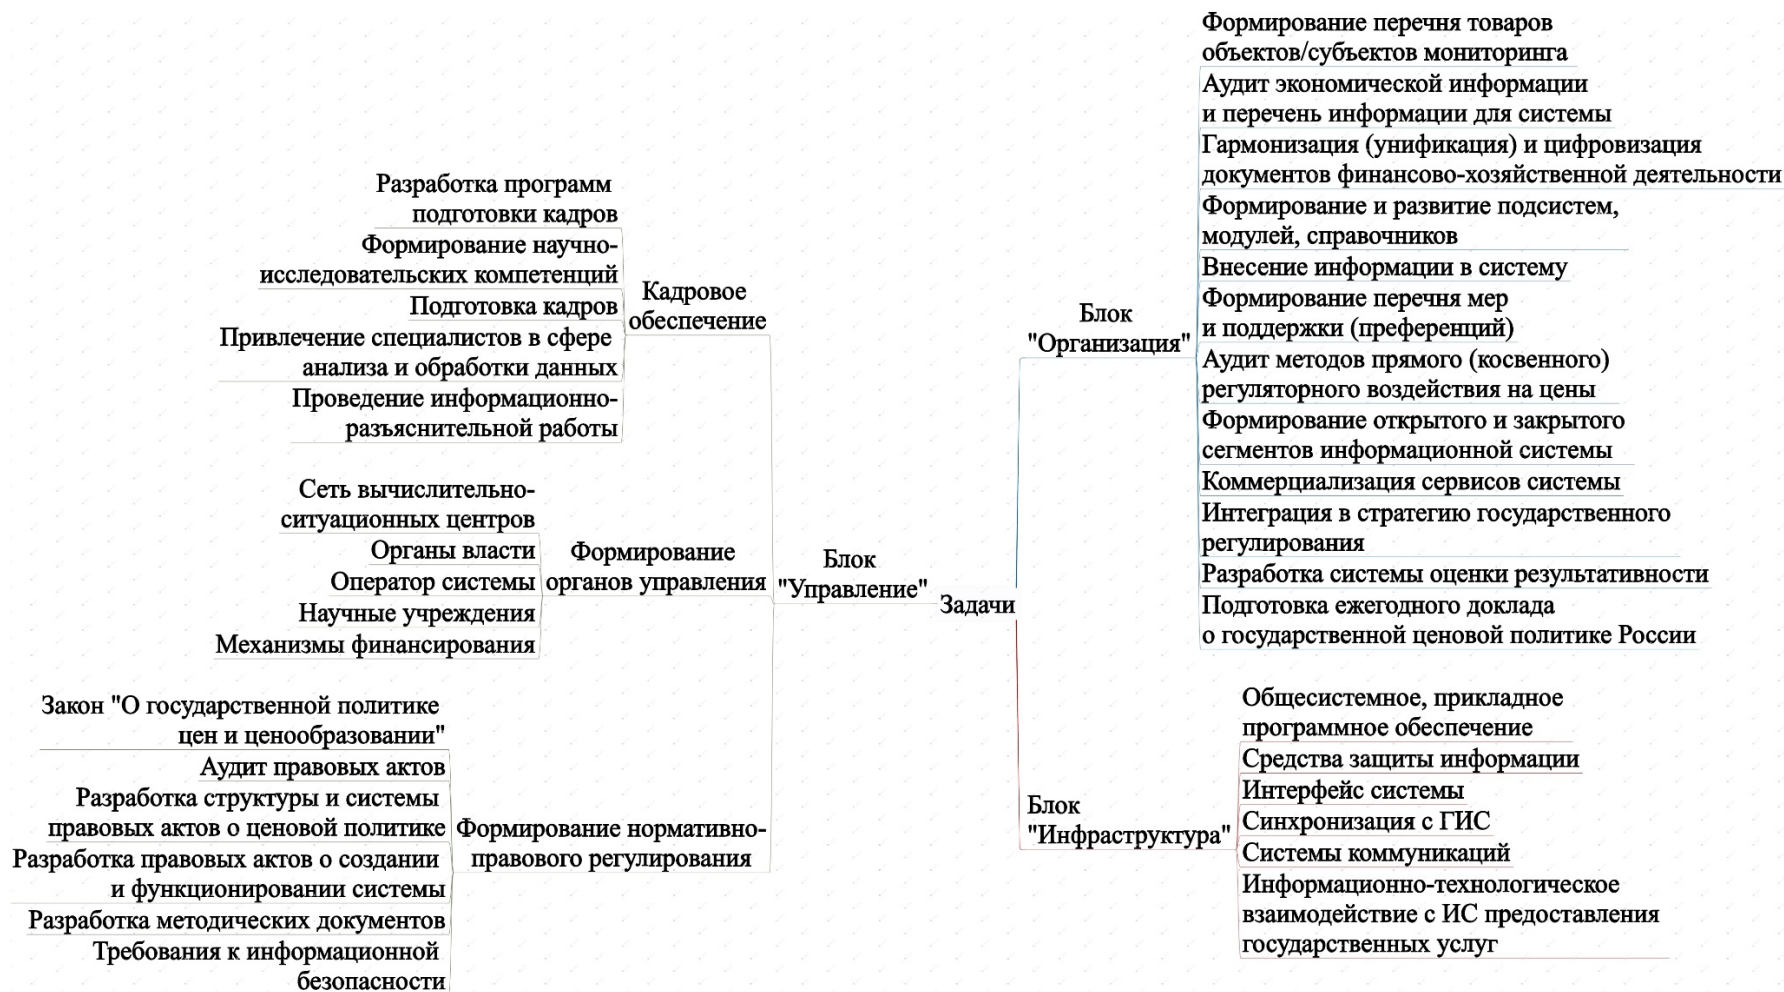 Разработка программ
подготовки кадров
Формирование научно-
исследовательских компетенций
Подготовка кадров
Привлечение специалистов в сфере
анализа и обработки данных
Проведение информационно-
разъяснительной работы
Кадровое
обеспечение
Сеть вычислительно-
ситуационных центров
Органы власти
Оператор системы
Научные учреждения
Механизмы финансирования
Формирование
органов управления
Закон "О государственной политике
цен и ценообразовании"
Аудит правовых актов
Разработка структуры и системы
правовых актов о ценовой политике
Разработка правовых актов о создании
и функционировании системы
Разработка методических документов
Требования к информационной
безопасности
Формирование нормативно-
правового регулирования
Блок
"Управление"
Задачи
Блок
"Организация"
Формирование перечня товаров
объектов/субъектов мониторинга
Аудит экономической информации
и перечень информации для системы
Гармонизация (унификация) и цифровизация
документов финансово-хозяйственной деятельности
Формирование и развитие подсистем,
модулей, справочников
Внесение информации в систему
Формирование перечня мер
и поддержки (преференций)
Аудит методов прямого (косвенного)
регуляторного воздействия на цены
Формирование открытого и закрытого
сегментов информационной системы
Коммерциализация сервисов системы
Интеграция в стратегию государственного
регулирования
Разработка системы оценки результативности
Подготовка ежегодного доклада
о государственной ценовой политике России
Блок
"Инфраструктура"
Общесистемное, прикладное
программное обеспечение
Средства защиты информации
Интерфейс системы
Синхронизация с ГИС
Системы коммуникаций
Информационно-технологическое
взаимодействие с ИС предоставления
государственных услуг